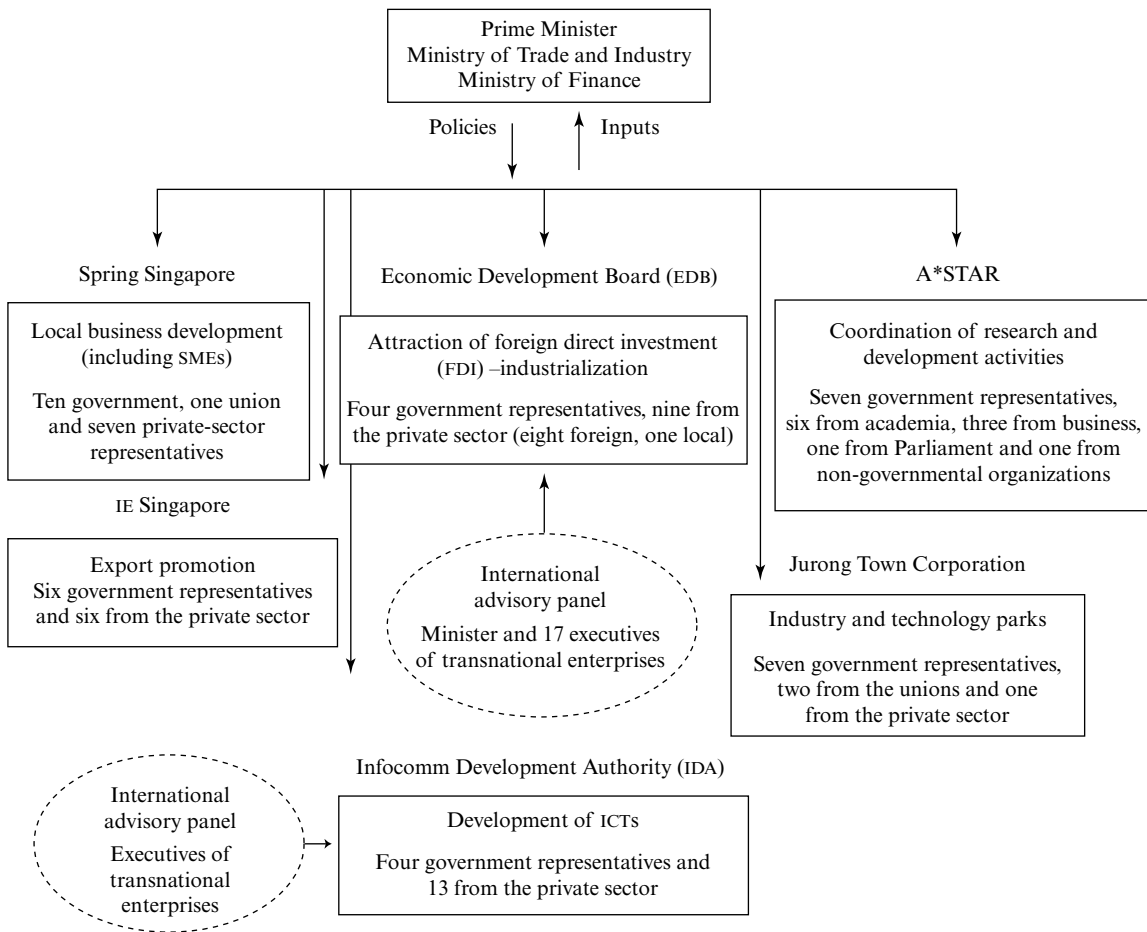 Prime Minister
Ministry of Trade and Industry
Ministry of Finance
Policies
Inputs
Spring Singapore
Local business development
(including SMEs)
Ten government, one union
and seven private-sector
representatives
IE Singapore
Export promotion
Six government representatives
and six from the private sector
Economic Development Board (EDB)
Attraction of foreign direct investment
(FDI) –industrialization
Four government representatives, nine from
the private sector (eight foreign, one local)
International
advisory panel
Minister and 17 executives
of transnational enterprises
A*STAR
Coordination of research and
development activities
Seven government representatives,
six from academia, three from business,
one from Parliament and one from
non-governmental organizations
Jurong Town Corporation
Industry and technology parks
Seven government representatives,
two from the unions and one
from the private sector
Infocomm Development Authority (IDA)
International
advisory panel
Executives of
transnational
enterprises
Development of ICTs
Four government representatives and
13 from the private sector